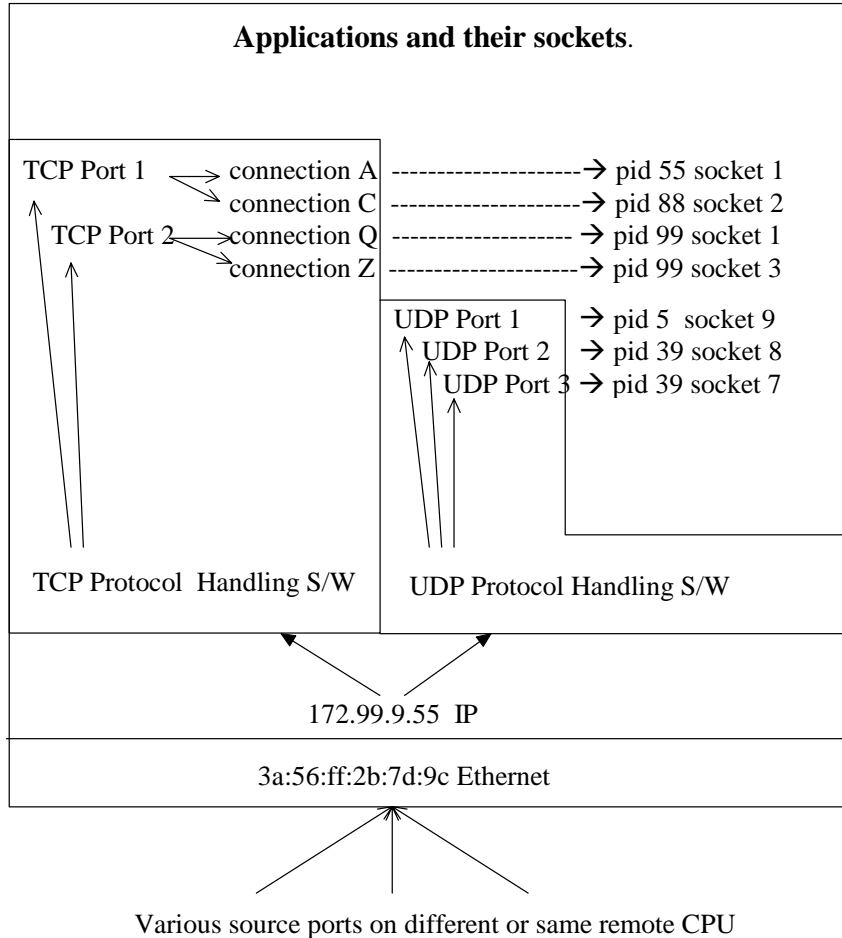 Applications and their sockets.
TCP Port 1 connection A ----------------------→ pid 55 socket 1
connection C ----------------------→ pid 88 socket 2
TCP Port 2 connection Q --------------------- → pid 99 socket 1
connection Z ----------------------→ pid 99 socket 3
UDP Port 1 → pid 5 socket 9
UDP Port 2 → pid 39 socket 8
UDP Port 3 → pid 39 socket 7
TCP Protocol Handling S/W UDP Protocol Handling S/W
172.99.9.55 IP
3a:56:ff:2b:7d:9c Ethernet
Various source ports on different or same remote CPU